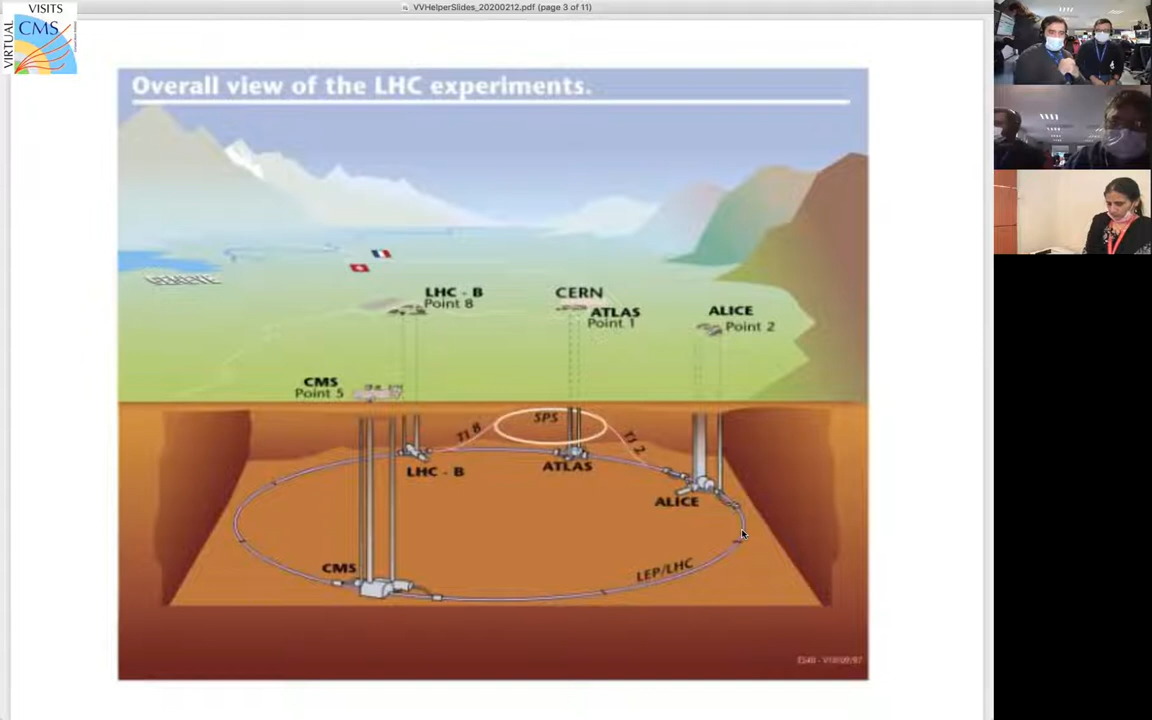 VVHelperSlides_20200212.pdf (page 3 of 11)
VIRTUAL
VISITS
CMS
Overall view of the LHC experiments.
LHC - B
Point 8
CERN
ATLAS
Point 1
ALICE
Point 2
CMS
Point 5
SPS
TI 8
TI 2
LHC - B
ATLAS
ALICE
CMS
LEP/LHC